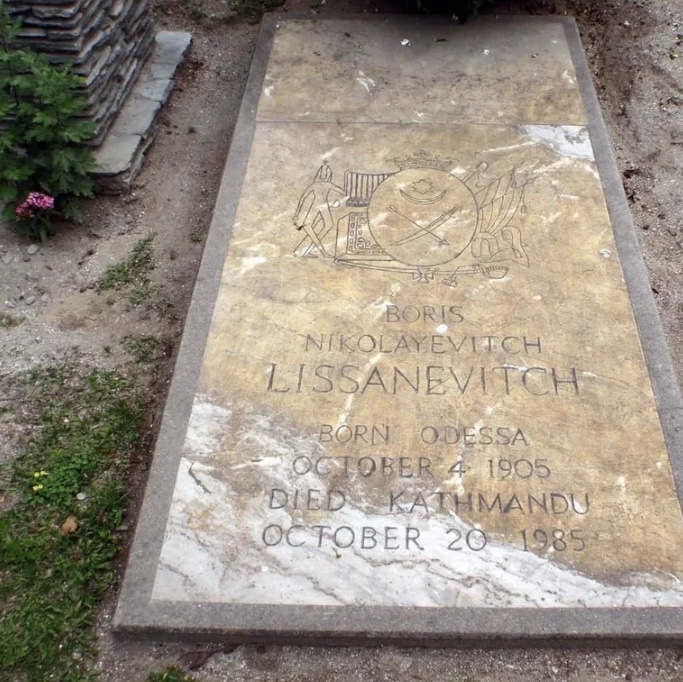 BORIS
NIKOLAYEVITCH
LISSANEVITCH
BORN ODESSA
OCTOBER 4 1905
DIED KATHMANDU
OCTOBER 20 1985